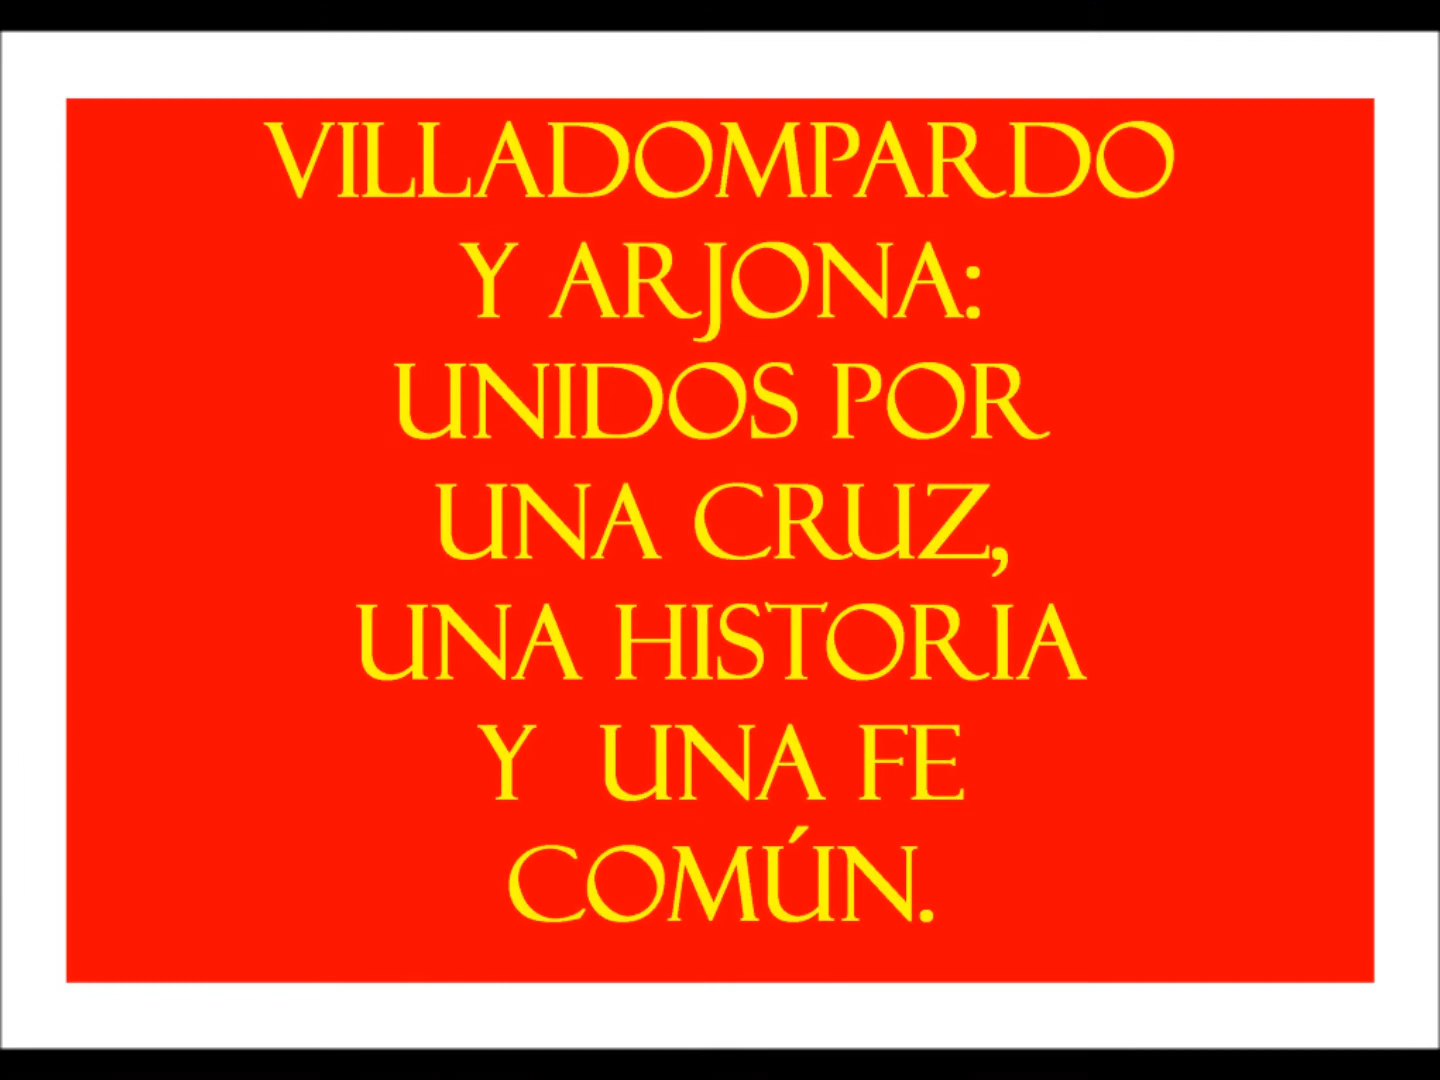 VILLADOMPARDO
Y ARJONA:
UNIDOS POR
UNA CRUZ,
UNA HISTORIA
Y UNA FE
COMÚN.